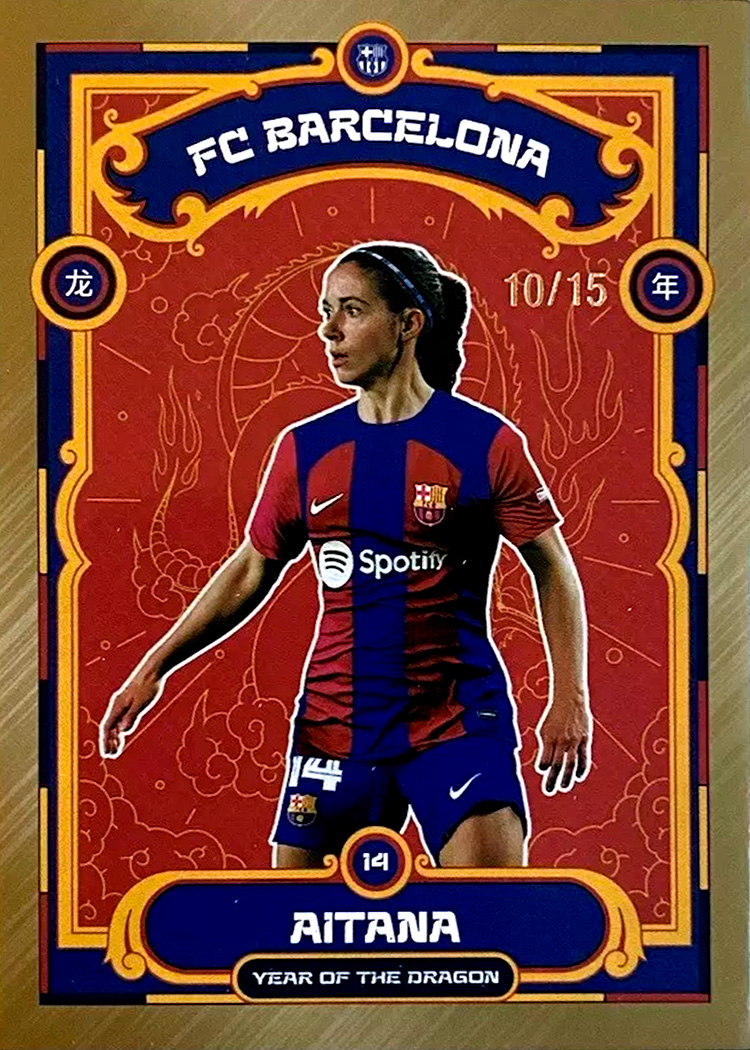 FC BARCELONA
龙
年
10/15
Spotify
14
14
AITANA
YEAR OF THE DRAGON